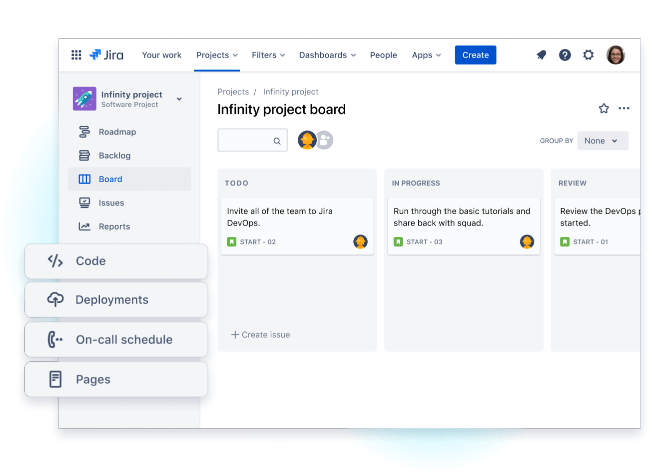 Jira
Your work
Projects
Filters
Dashboards
People
Apps
Create
Infinity project
Software Project
Roadmap
Backlog
Board
Issues
Reports
Code
Deployments
On-call schedule
Pages
Projects / Infinity project
Infinity project board
GROUP BY
None
TODO
Invite all of the team to Jira
DevOps.
START - 02
+ Create issue
IN PROGRESS
Run through the basic tutorials and
share back with squad.
START - 03
REVIEW
Review the DevOps
started.
START - 01